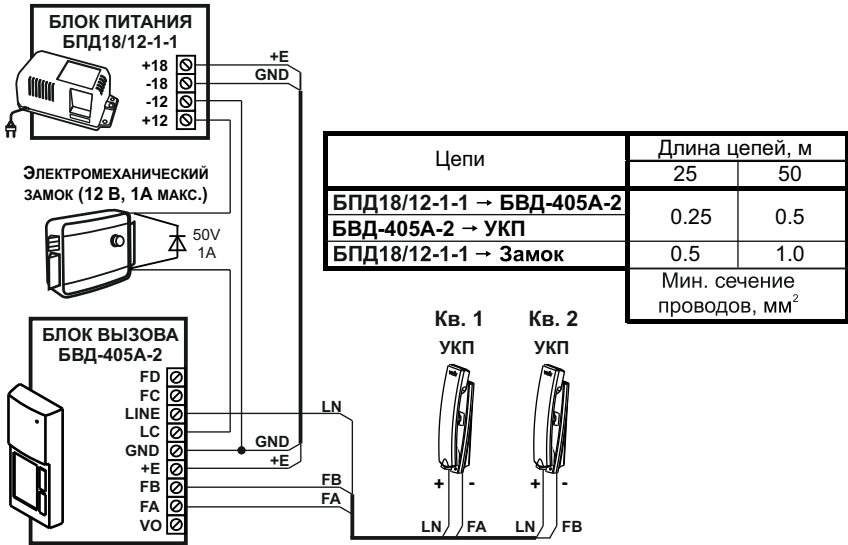 БЛОК ПИТАНИЯ
БПД18/12-1-1
+18
-18
-12
+12
+E
GND
ЭЛЕКТРОМЕХАНИЧЕСКИЙ
ЗАМОК (12 В, 1А МАКС.)
50V
1A
Цепи
Длина цепей, м
25 50
БПД18/12-1-1 → БВД-405А-2
0.25 0.5
БВД-405А-2 → УКП
БПД18/12-1-1 → Замок 0.5 1.0
Мин. сечение
проводов, мм²
БЛОК ВЫЗОВА
БВД-405А-2
FD
FC
LINE
LC
GND
+E
FB
FA
VO
LN
GND
+E
FB
FA
Кв. 1 Кв. 2
УКП УКП
+ - + -
LN FA LN FB